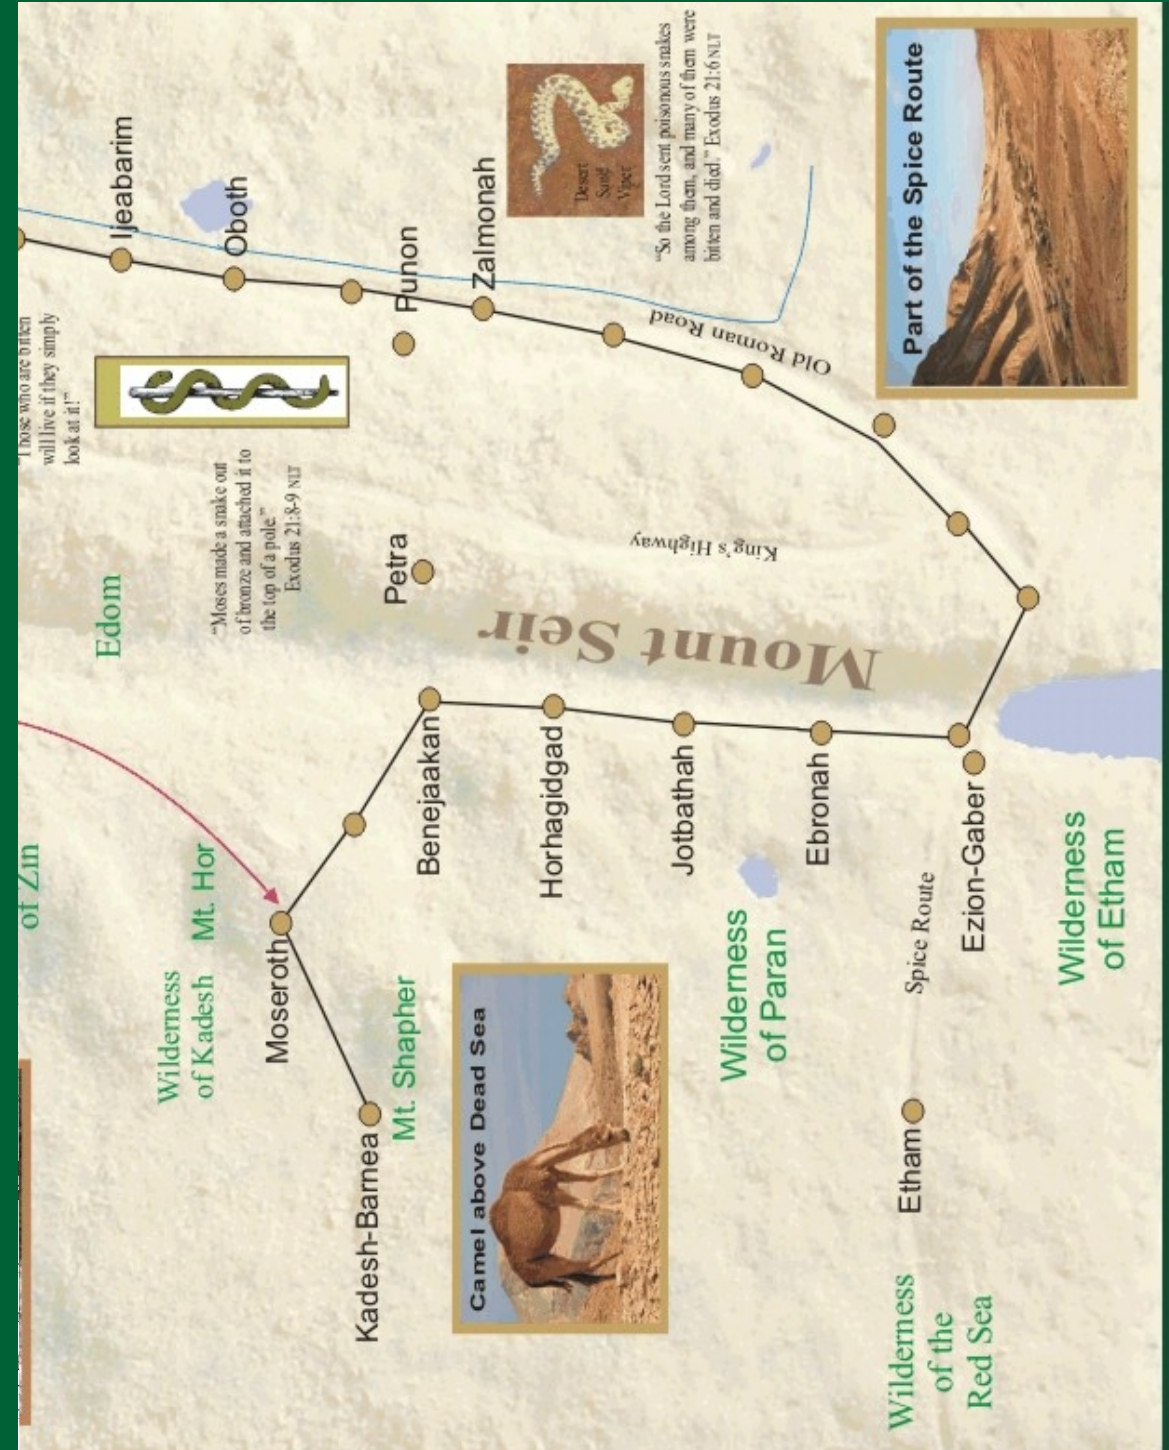 of Zin
Edom
"Those who are bitten
will live if they simply
look at it!"
Ijeabarim
Oboth
Punon
Zalmonah
Desert
Sand
Viper
"So the Lord sent poisonous snakes
among them, and many of them were
bitten and died." Exodus 21:6 NLT
"Moses made a snake out
of bronze and attached it to
the top of a pole."
Exodus 21:8-9 NLT
Petra
Old Roman Road
King's Highway
Mount Seir
Part of the Spice Route
Wilderness
of Kadesh
Mt. Hor
Moseroth
Benejaakan
Horhagidgad
Jotbathah
Ebronah
Ezion-Gaber
Kadesh-Barnea
Mt. Shapher
Camel above Dead Sea
Wilderness
of Paran
Spice Route
Wilderness
of Etham
Etham
Wilderness
of the
Red Sea